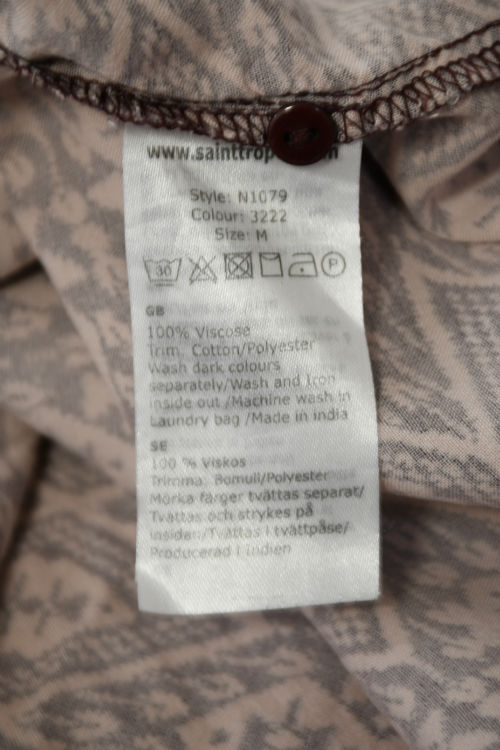 www.sainttrop
Style: N1079
Colour: 3222
Size: M
30
P
GB
100% Viscose
Trim: Cotton/Polyester
Wash dark colours
separately/Wash and Iron
inside out /Machine wash in
Laundry bag /Made in india
SE
100 % Viskos
Trimma: Bomull/Polyester
Mörka färger tvättas separat/
Tvättas och strykes på
insidan/Tvättas i tvättpåse/
Producerad i Indien